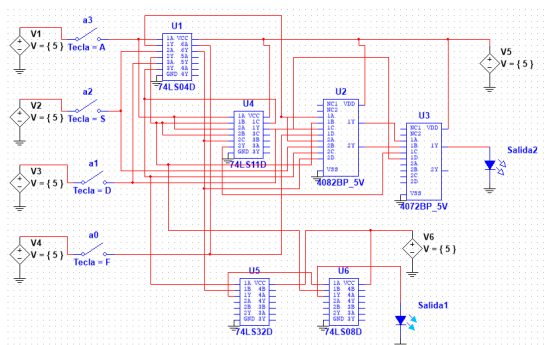 V1
V = { 5 }
a3
Tecla = A
U1
1A VCC
1Y 6A
2A 6Y
2Y 5A
3A 5Y
3Y 4A
GND 4Y
74LS04D
V5
V = { 5 }
V2
V = { 5 }
a2
Tecla = S
U4
1A VCC
1B 1C
2A 1Y
2B 3C
2C 3B
2Y 3A
GND 3Y
74LS11D
U2
NC1 VDD
NC2
1A
1B 1Y
1C
1D
2A
2B 2Y
2C
2D
VSS
4082BP_5V
U3
NC1 VDD
NC2
1A
1B 1Y
1C
1D
2A
2B 2Y
2C
2D
VSS
4072BP_5V
Salida2
V3
V = { 5 }
a1
Tecla = D
V4
V = { 5 }
a0
Tecla = F
V6
V = { 5 }
U5
1A VCC
1B 4B
1Y 4A
2A 4Y
2B 3B
2Y 3A
GND 3Y
74LS32D
U6
1A VCC
1B 4B
1Y 4A
2A 4Y
2B 3B
2Y 3A
GND 3Y
74LS08D
Salida1